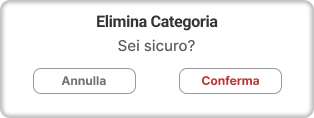 Elimina Categoria
Sei sicuro?
Annulla Conferma